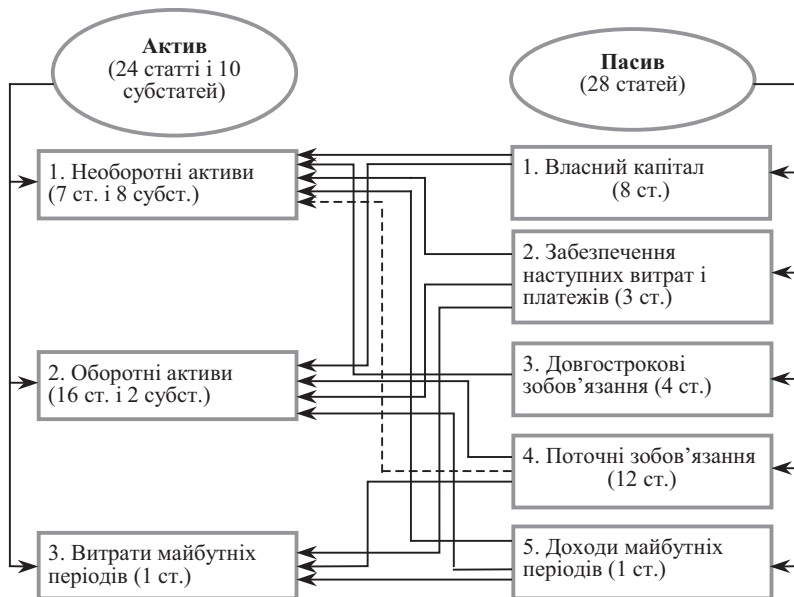 Актив
(24 статті і 10
субстатей)
Пасив
(28 статей)
1. Необоротні активи
(7 ст. і 8 субст.)
1. Власний капітал
(8 ст.)
2. Забезпечення
наступних витрат і
платежів (3 ст.)
2. Оборотні активи
(16 ст. і 2 субст.)
3. Довгострокові
зобов’язання (4 ст.)
4. Поточні зобов’язання
(12 ст.)
3. Витрати майбутніх
періодів (1 ст.)
5. Доходи майбутніх
періодів (1 ст.)